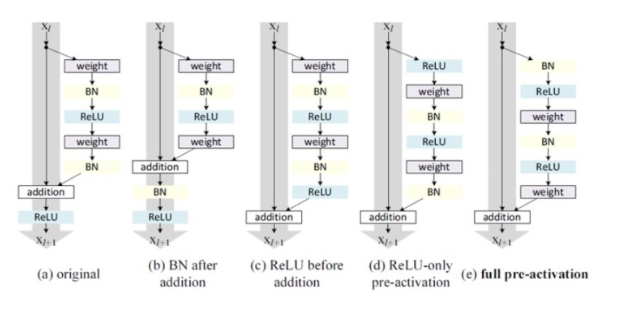 X_l
weight
BN
ReLU
weight
BN
addition
ReLU
X_{l+1}
(a) original
X_l
weight
BN
ReLU
weight
addition
BN
ReLU
X_{l+1}
(b) BN after
addition
X_l
weight
BN
ReLU
weight
BN
ReLU
addition
X_{l+1}
(c) ReLU before
addition
X_l
ReLU
weight
BN
ReLU
weight
BN
addition
X_{l+1}
(d) ReLU-only
pre-activation
X_l
BN
ReLU
weight
BN
ReLU
weight
addition
X_{l+1}
(e) full pre-activation